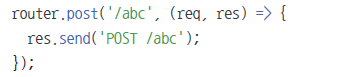 router.post('/abc', (req, res) => {
  res.send('POST /abc');
});